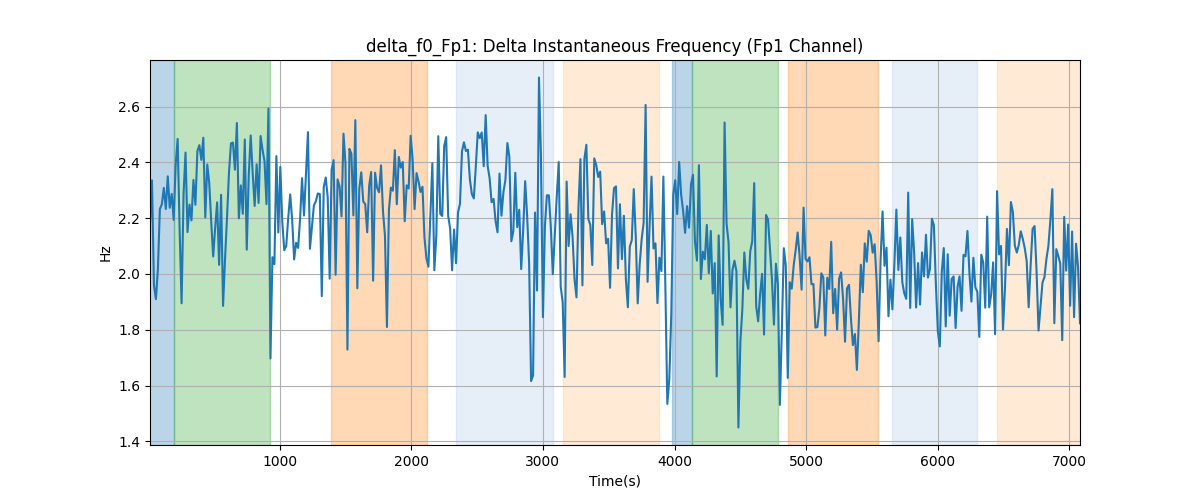 delta_f0_Fp1: Delta Instantaneous Frequency (Fp1 Channel)
Hz
2.6
2.4
2.2
2.0
1.8
1.6
1.4
1000 2000 3000 4000 5000 6000 7000
Time(s)